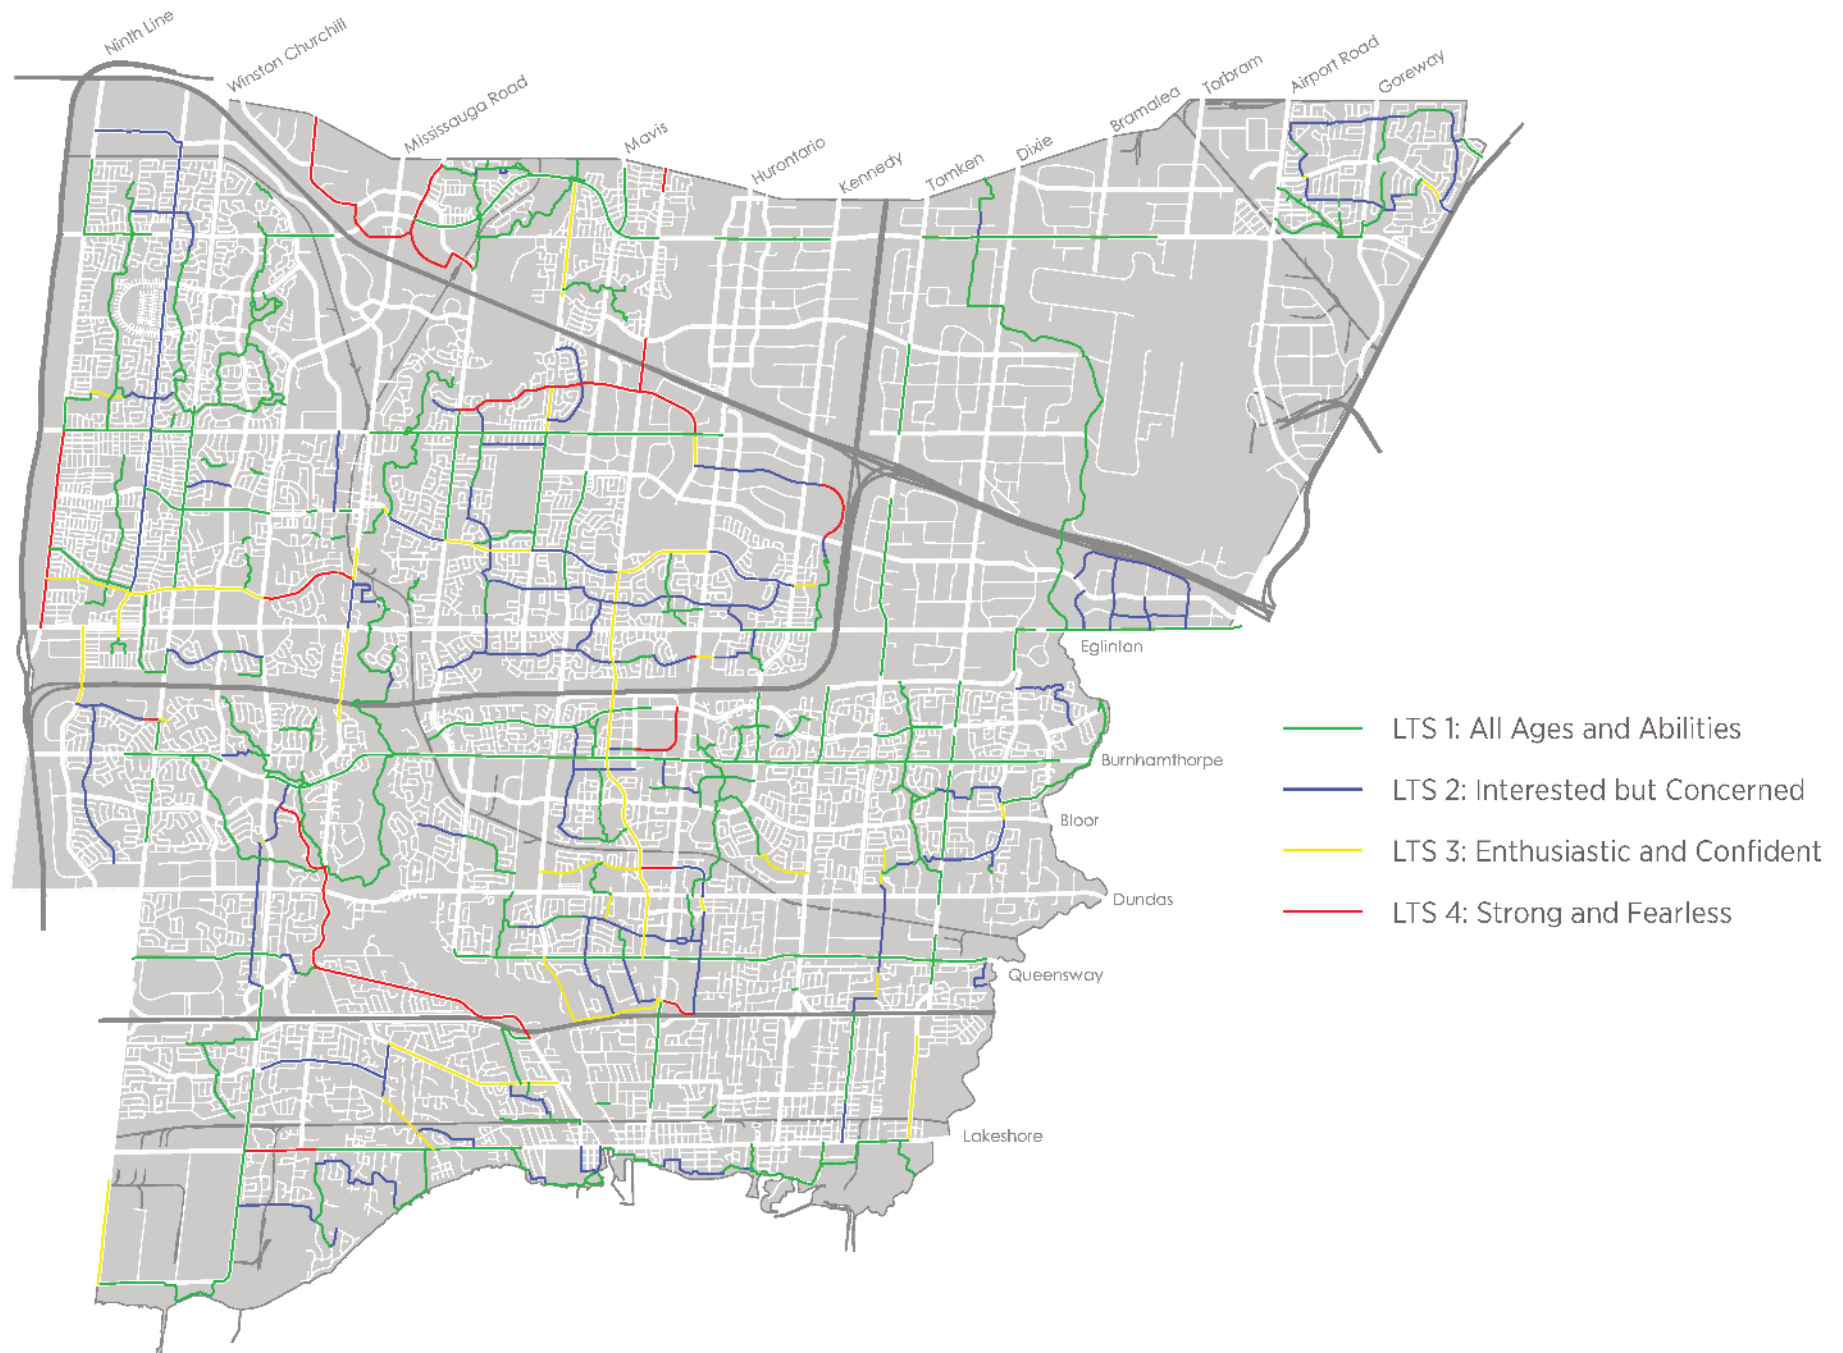 Ninth Line
Winston Churchill
Mississauga Road
Mavis
Hurontario
Kennedy
Tomken
Dixie
Bramalea
Torbram
Airport Road
Goreway
Eglinton
Burnhamthorpe
Bloor
Dundas
Queensway
Lakeshore
LTS 1: All Ages and Abilities
LTS 2: Interested but Concerned
LTS 3: Enthusiastic and Confident
LTS 4: Strong and Fearless